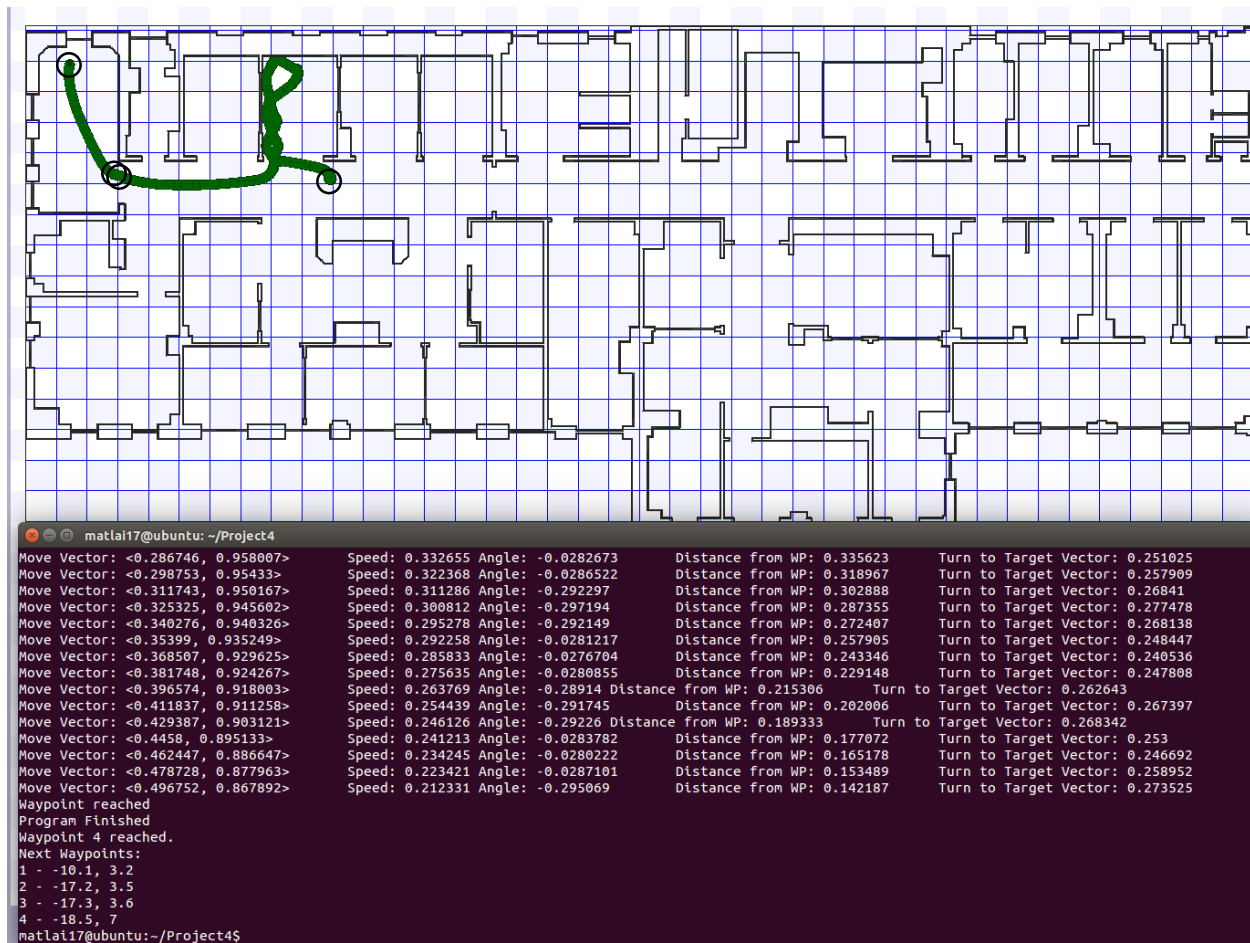 matlai17@ubuntu: ~/Project4
Move Vector: <0.286746, 0.958007> Speed: 0.332655 Angle: -0.0282673 Distance from WP: 0.335623 Turn to Target Vector: 0.251025
Move Vector: <0.298753, 0.95433> Speed: 0.322368 Angle: -0.0286522 Distance from WP: 0.318967 Turn to Target Vector: 0.257909
Move Vector: <0.311743, 0.950167> Speed: 0.311286 Angle: -0.292297 Distance from WP: 0.302888 Turn to Target Vector: 0.26841
Move Vector: <0.325325, 0.945602> Speed: 0.300812 Angle: -0.297194 Distance from WP: 0.287355 Turn to Target Vector: 0.277478
Move Vector: <0.340276, 0.940326> Speed: 0.295278 Angle: -0.292149 Distance from WP: 0.272407 Turn to Target Vector: 0.268138
Move Vector: <0.35399, 0.935249> Speed: 0.292258 Angle: -0.0281217 Distance from WP: 0.257905 Turn to Target Vector: 0.248447
Move Vector: <0.368507, 0.929625> Speed: 0.285833 Angle: -0.0276704 Distance from WP: 0.243346 Turn to Target Vector: 0.240536
Move Vector: <0.381748, 0.924267> Speed: 0.275635 Angle: -0.0280855 Distance from WP: 0.229148 Turn to Target Vector: 0.247808
Move Vector: <0.396574, 0.918003> Speed: 0.263769 Angle: -0.28914 Distance from WP: 0.215306 Turn to Target Vector: 0.262643
Move Vector: <0.411837, 0.911258> Speed: 0.254439 Angle: -0.291745 Distance from WP: 0.202006 Turn to Target Vector: 0.267397
Move Vector: <0.429387, 0.903121> Speed: 0.246126 Angle: -0.29226 Distance from WP: 0.189333 Turn to Target Vector: 0.268342
Move Vector: <0.4458, 0.895133> Speed: 0.241213 Angle: -0.0283782 Distance from WP: 0.177072 Turn to Target Vector: 0.253
Move Vector: <0.462447, 0.886647> Speed: 0.234245 Angle: -0.0280222 Distance from WP: 0.165178 Turn to Target Vector: 0.246692
Move Vector: <0.478728, 0.877963> Speed: 0.223421 Angle: -0.0287101 Distance from WP: 0.153489 Turn to Target Vector: 0.258952
Move Vector: <0.496752, 0.867892> Speed: 0.212331 Angle: -0.295069 Distance from WP: 0.142187 Turn to Target Vector: 0.273525
Waypoint reached
Program Finished
Waypoint 4 reached.
Next Waypoints:
1 - -10.1, 3.2
2 - -17.2, 3.5
3 - -17.3, 3.6
4 - -18.5, 7
matlai17@ubuntu:~/Project4$